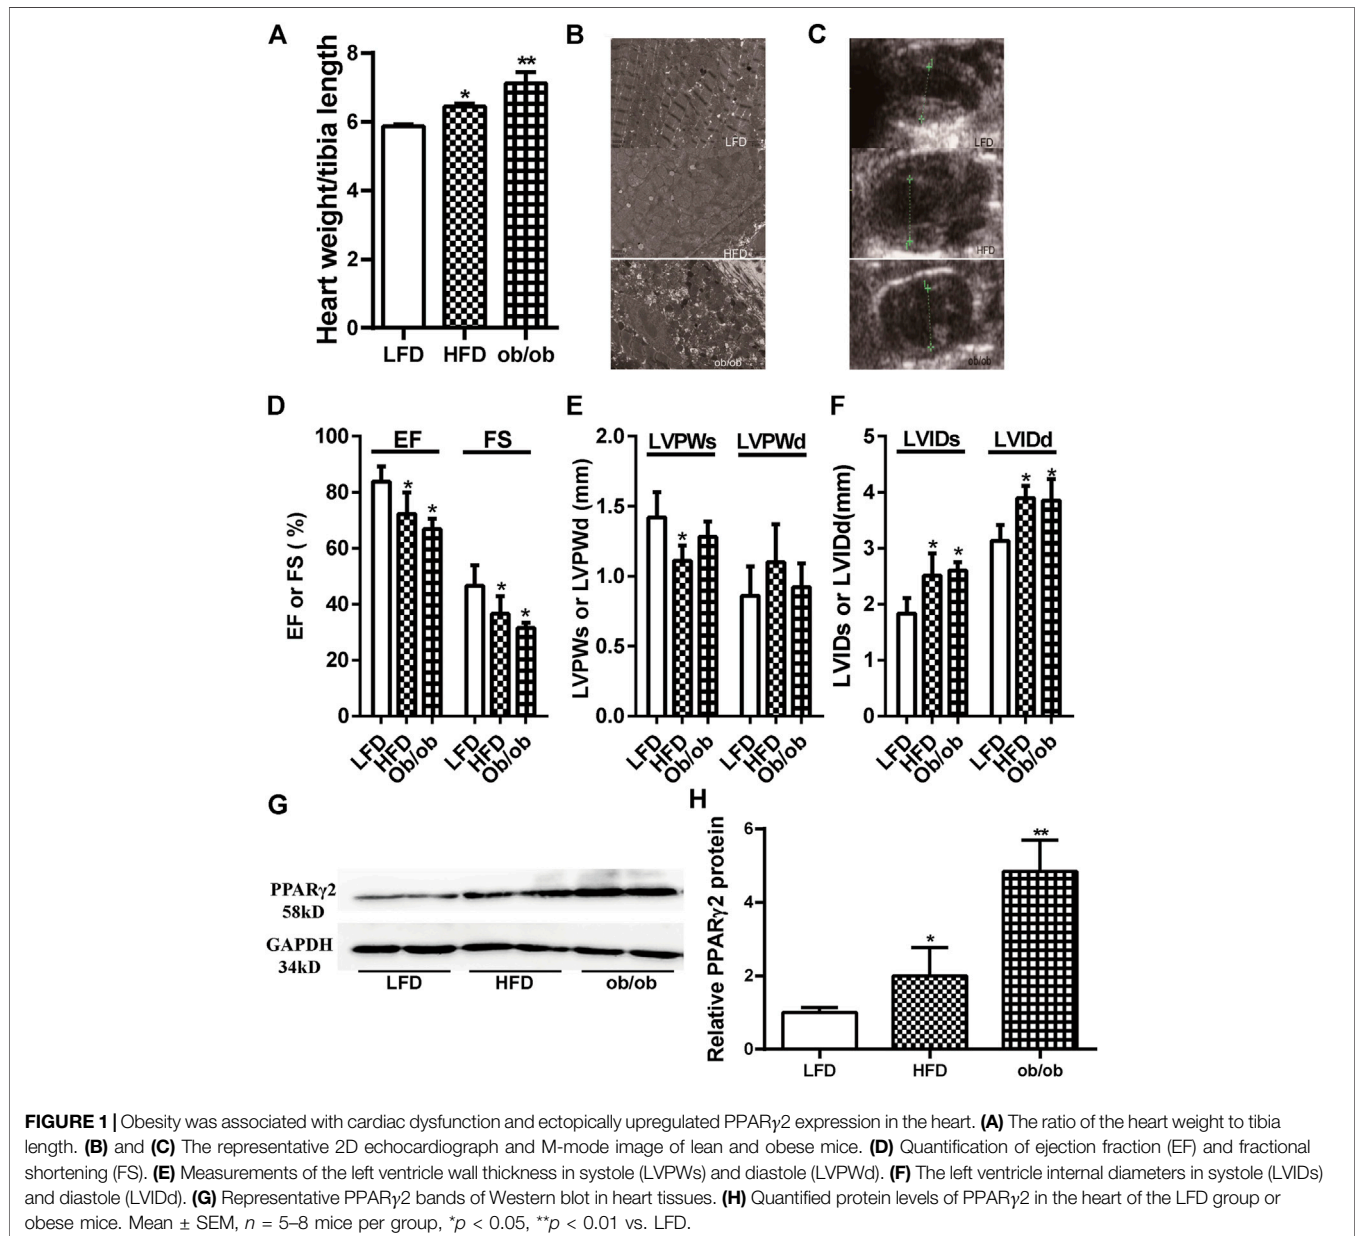 A
Heart weight/tibia length
8
6
4
2
0
*
**
LFD HFD ob/ob
B
LFD
HFD
ob/ob
C
LFD
HFD
ob/ob
D
EF or FS ( %)
100
80
60
40
20
0
EF FS
* * * *
LFD HFD Ob/ob LFD HFD Ob/ob
E
LVPWs or LVPWd (mm)
2.0
1.5
1.0
0.5
0.0
LVPWs LVPWd
*
LFD HFD Ob/ob LFD HFD Ob/ob
F
LVIDs or LVIDd(mm)
5
4
3
2
1
0
LVIDs LVIDd
* * * *
LFD HFD Ob/ob LFD HFD Ob/ob
G
PPARγ2
58kD
GAPDH
34kD
LFD HFD ob/ob
H
Relative PPARγ2 protein
6
4
2
0
*
**
LFD HFD ob/ob
FIGURE 1 | Obesity was associated with cardiac dysfunction and ectopically upregulated PPARγ2 expression in the heart. (A) The ratio of the heart weight to tibia
length. (B) and (C) The representative 2D echocardiograph and M-mode image of lean and obese mice. (D) Quantification of ejection fraction (EF) and fractional
shortening (FS). (E) Measurements of the left ventricle wall thickness in systole (LVPWs) and diastole (LVPWd). (F) The left ventricle internal diameters in systole (LVIDs)
and diastole (LVIDd). (G) Representative PPARγ2 bands of Western blot in heart tissues. (H) Quantified protein levels of PPARγ2 in the heart of the LFD group or
obese mice. Mean ± SEM, n = 5–8 mice per group, *p < 0.05, **p < 0.01 vs. LFD.